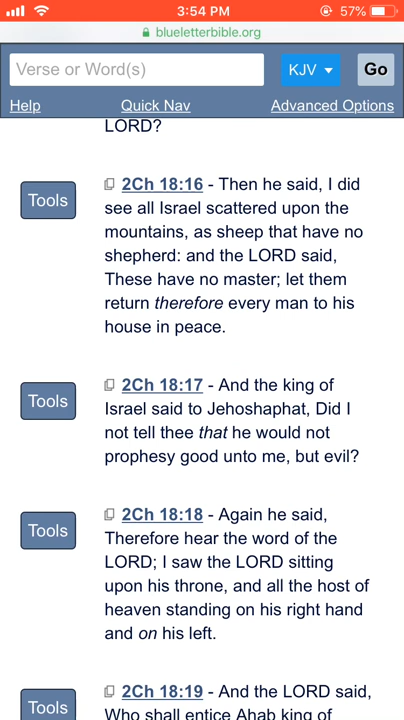 3:54 PM
57%
blueletterbible.org
Verse or Word(s)
KJV
Go
Help
Quick Nav
Advanced Options
LORD?
Tools
2Ch 18:16 - Then he said, I did
see all Israel scattered upon the
mountains, as sheep that have no
shepherd: and the LORD said,
These have no master; let them
return therefore every man to his
house in peace.
Tools
2Ch 18:17 - And the king of
Israel said to Jehoshaphat, Did I
not tell thee that he would not
prophesy good unto me, but evil?
Tools
2Ch 18:18 - Again he said,
Therefore hear the word of the
LORD; I saw the LORD sitting
upon his throne, and all the host of
heaven standing on his right hand
and on his left.
Tools
2Ch 18:19 - And the LORD said,
Who shall entice Ahab king of